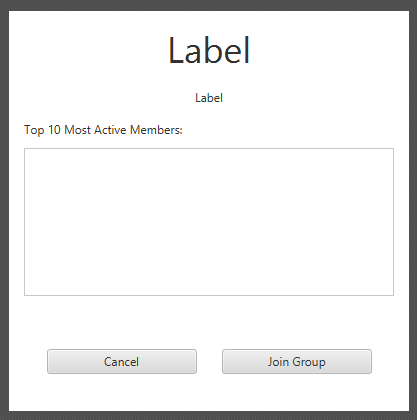 Label
Label
Top 10 Most Active Members:
Cancel
Join Group